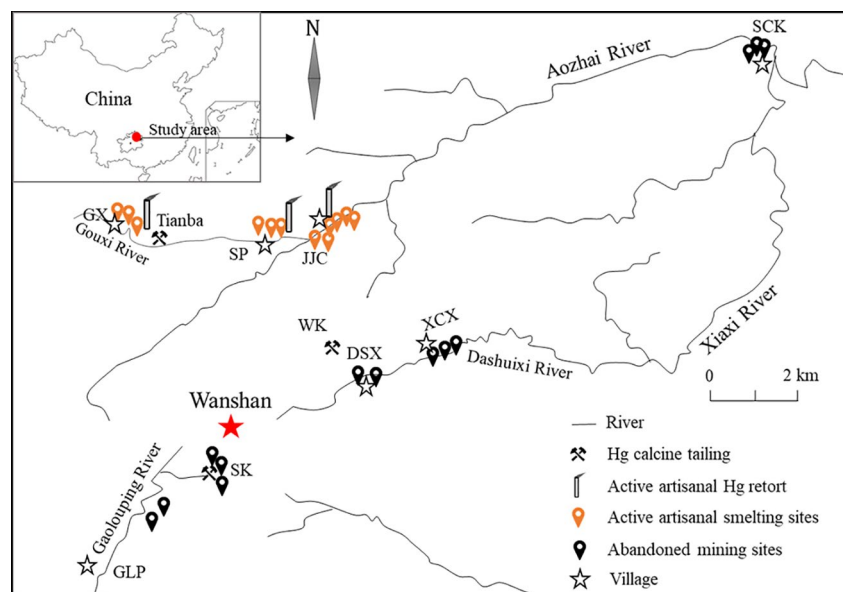 N
SCK
Aozhai River
China
Study area
GX
Tianba
Gouxi River
SP
JJC
Xiaxi River
WK
XCX
DSX
Dashuixi River
0 2 km
Wanshan
River
Hg calcine tailing
SK
Active artisanal Hg retort
Gaolouping River
Active artisanal smelting sites
Abandoned mining sites
GLP
Village